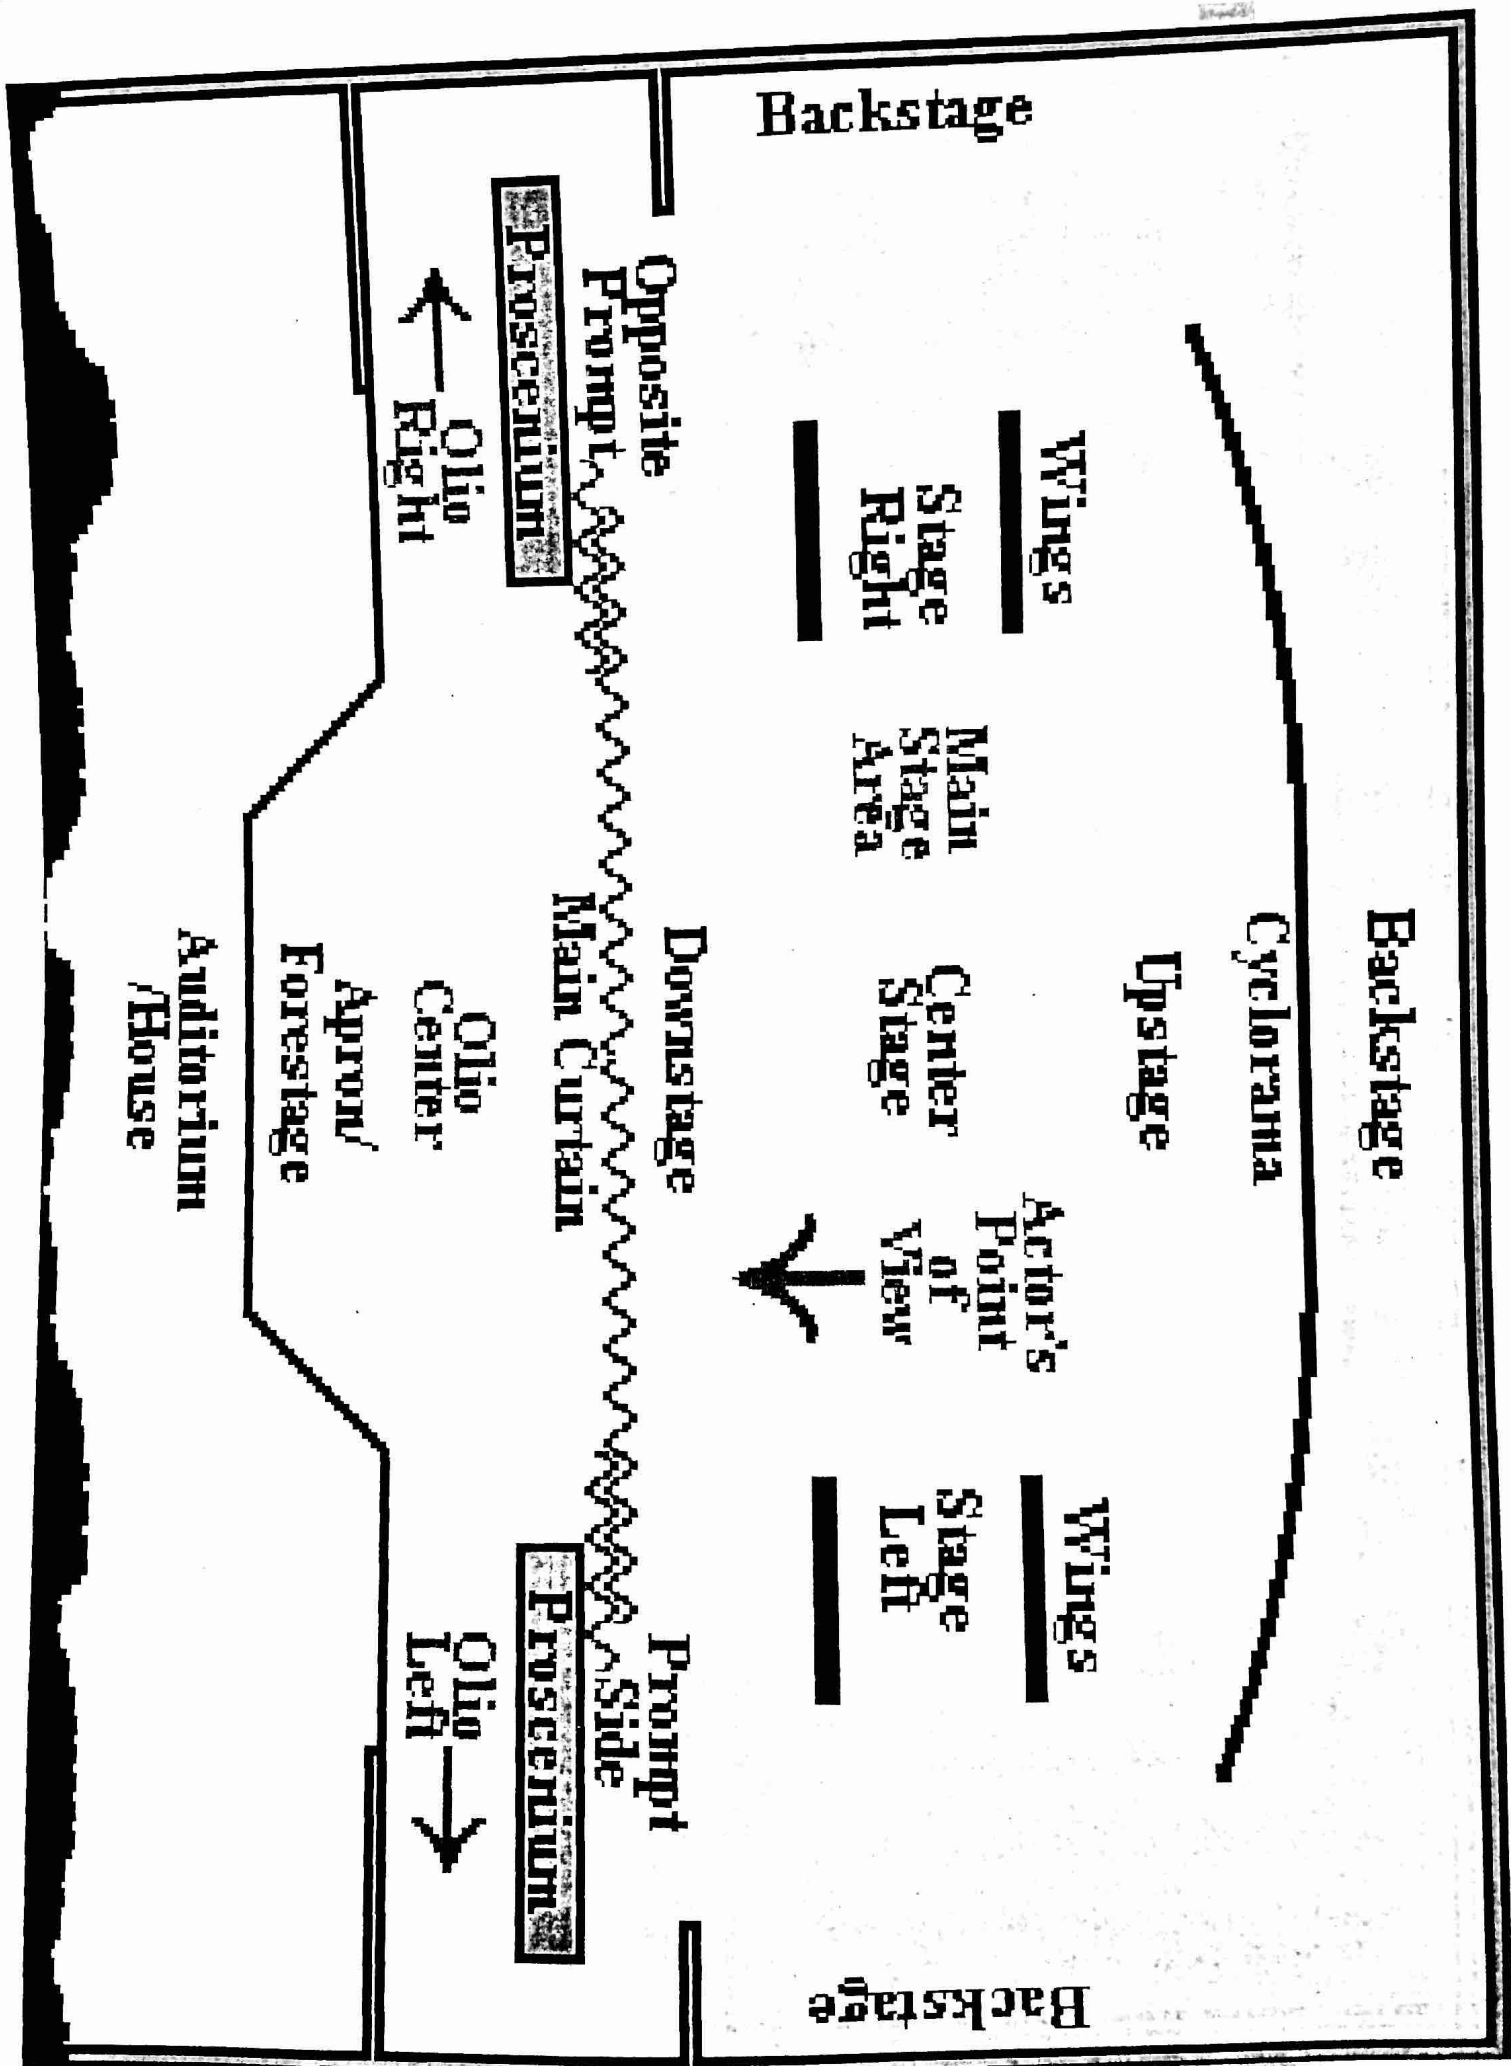 Backstage
Cyclorama
Upstage
Backstage
Wings
Stage
Right
Main
Stage
Area
Center
Stage
Actor's
Point
of
View
Wings
Stage
Left
Backstage
Opposite
Prompt
Downstage
Prompt
Side
Proscenium
Main Curtain
Proscenium
Olio
Right
Olio
Center
Olio
Left
Apron/
Forestage
Auditorium
/House